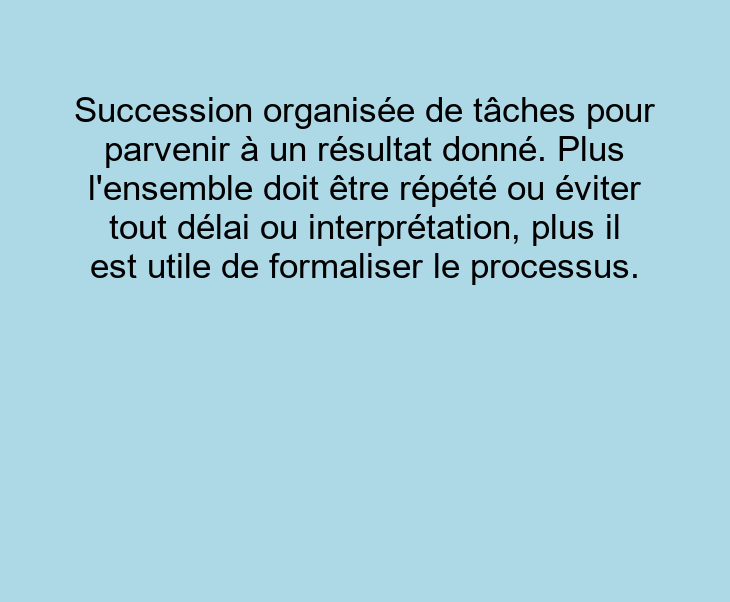 Succession organisée de tâches pour
parvenir à un résultat donné. Plus
l'ensemble doit être répété ou éviter
tout délai ou interprétation, plus il
est utile de formaliser le processus.